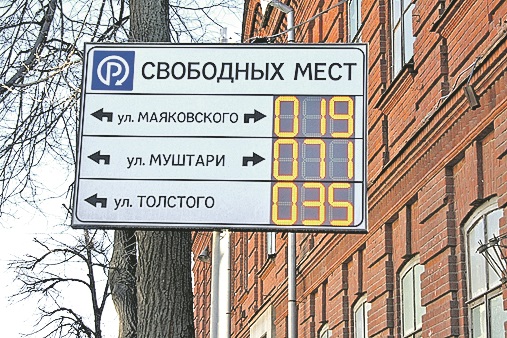 P СВОБОДНЫХ МЕСТ
ул. МАЯКОВСКОГО 019
ул. МУШТАРИ 071
ул. ТОЛСТОГО 035